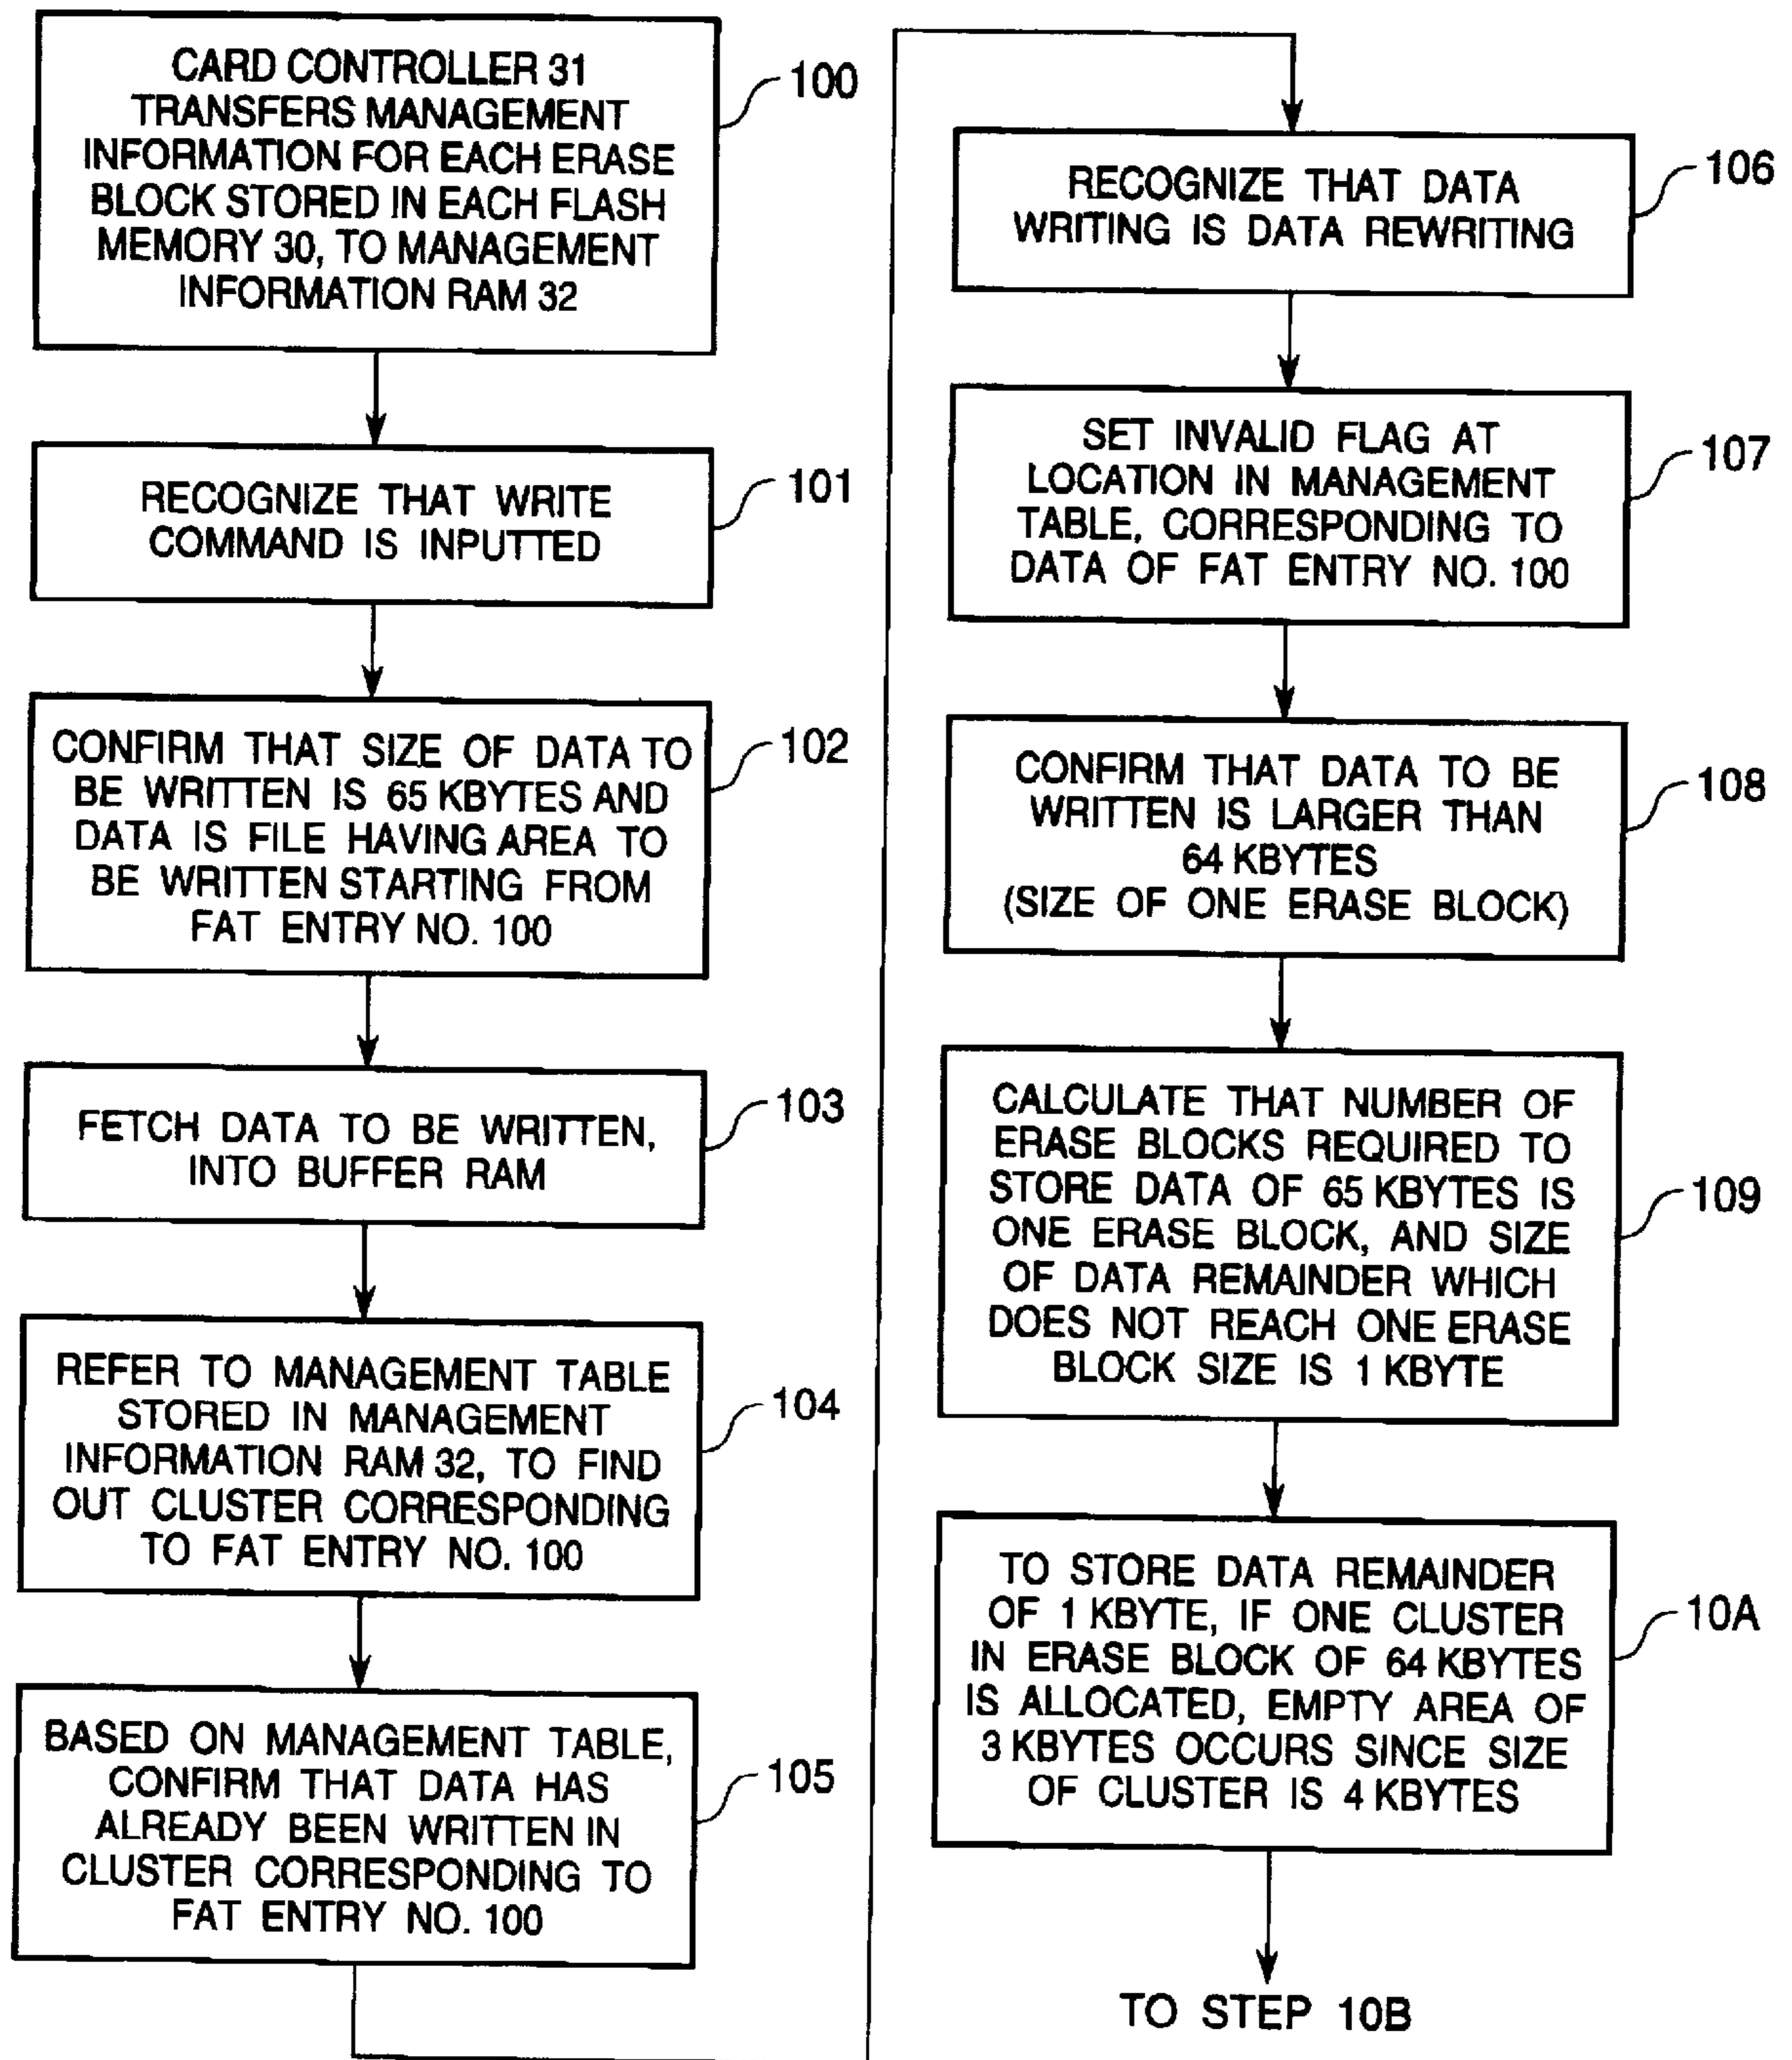 CARD CONTROLLER 31
TRANSFERS MANAGEMENT
INFORMATION FOR EACH ERASE
BLOCK STORED IN EACH FLASH
MEMORY 30, TO MANAGEMENT
INFORMATION RAM 32
100
RECOGNIZE THAT WRITE
COMMAND IS INPUTTED
101
CONFIRM THAT SIZE OF DATA TO
BE WRITTEN IS 65 KBYTES AND
DATA IS FILE HAVING AREA TO
BE WRITTEN STARTING FROM
FAT ENTRY NO. 100
102
FETCH DATA TO BE WRITTEN,
INTO BUFFER RAM
103
REFER TO MANAGEMENT TABLE
STORED IN MANAGEMENT
INFORMATION RAM 32, TO FIND
OUT CLUSTER CORRESPONDING
TO FAT ENTRY NO. 100
104
BASED ON MANAGEMENT TABLE,
CONFIRM THAT DATA HAS
ALREADY BEEN WRITTEN IN
CLUSTER CORRESPONDING TO
FAT ENTRY NO. 100
105
RECOGNIZE THAT DATA
WRITING IS DATA REWRITING
106
SET INVALID FLAG AT
LOCATION IN MANAGEMENT
TABLE, CORRESPONDING TO
DATA OF FAT ENTRY NO. 100
107
CONFIRM THAT DATA TO BE
WRITTEN IS LARGER THAN
64 KBYTES
(SIZE OF ONE ERASE BLOCK)
108
CALCULATE THAT NUMBER OF
ERASE BLOCKS REQUIRED TO
STORE DATA OF 65 KBYTES IS
ONE ERASE BLOCK, AND SIZE
OF DATA REMAINDER WHICH
DOES NOT REACH ONE ERASE
BLOCK SIZE IS 1 KBYTE
109
TO STORE DATA REMAINDER
OF 1 KBYTE, IF ONE CLUSTER
IN ERASE BLOCK OF 64 KBYTES
IS ALLOCATED, EMPTY AREA OF
3 KBYTES OCCURS SINCE SIZE
OF CLUSTER IS 4 KBYTES
10A
TO STEP 10B